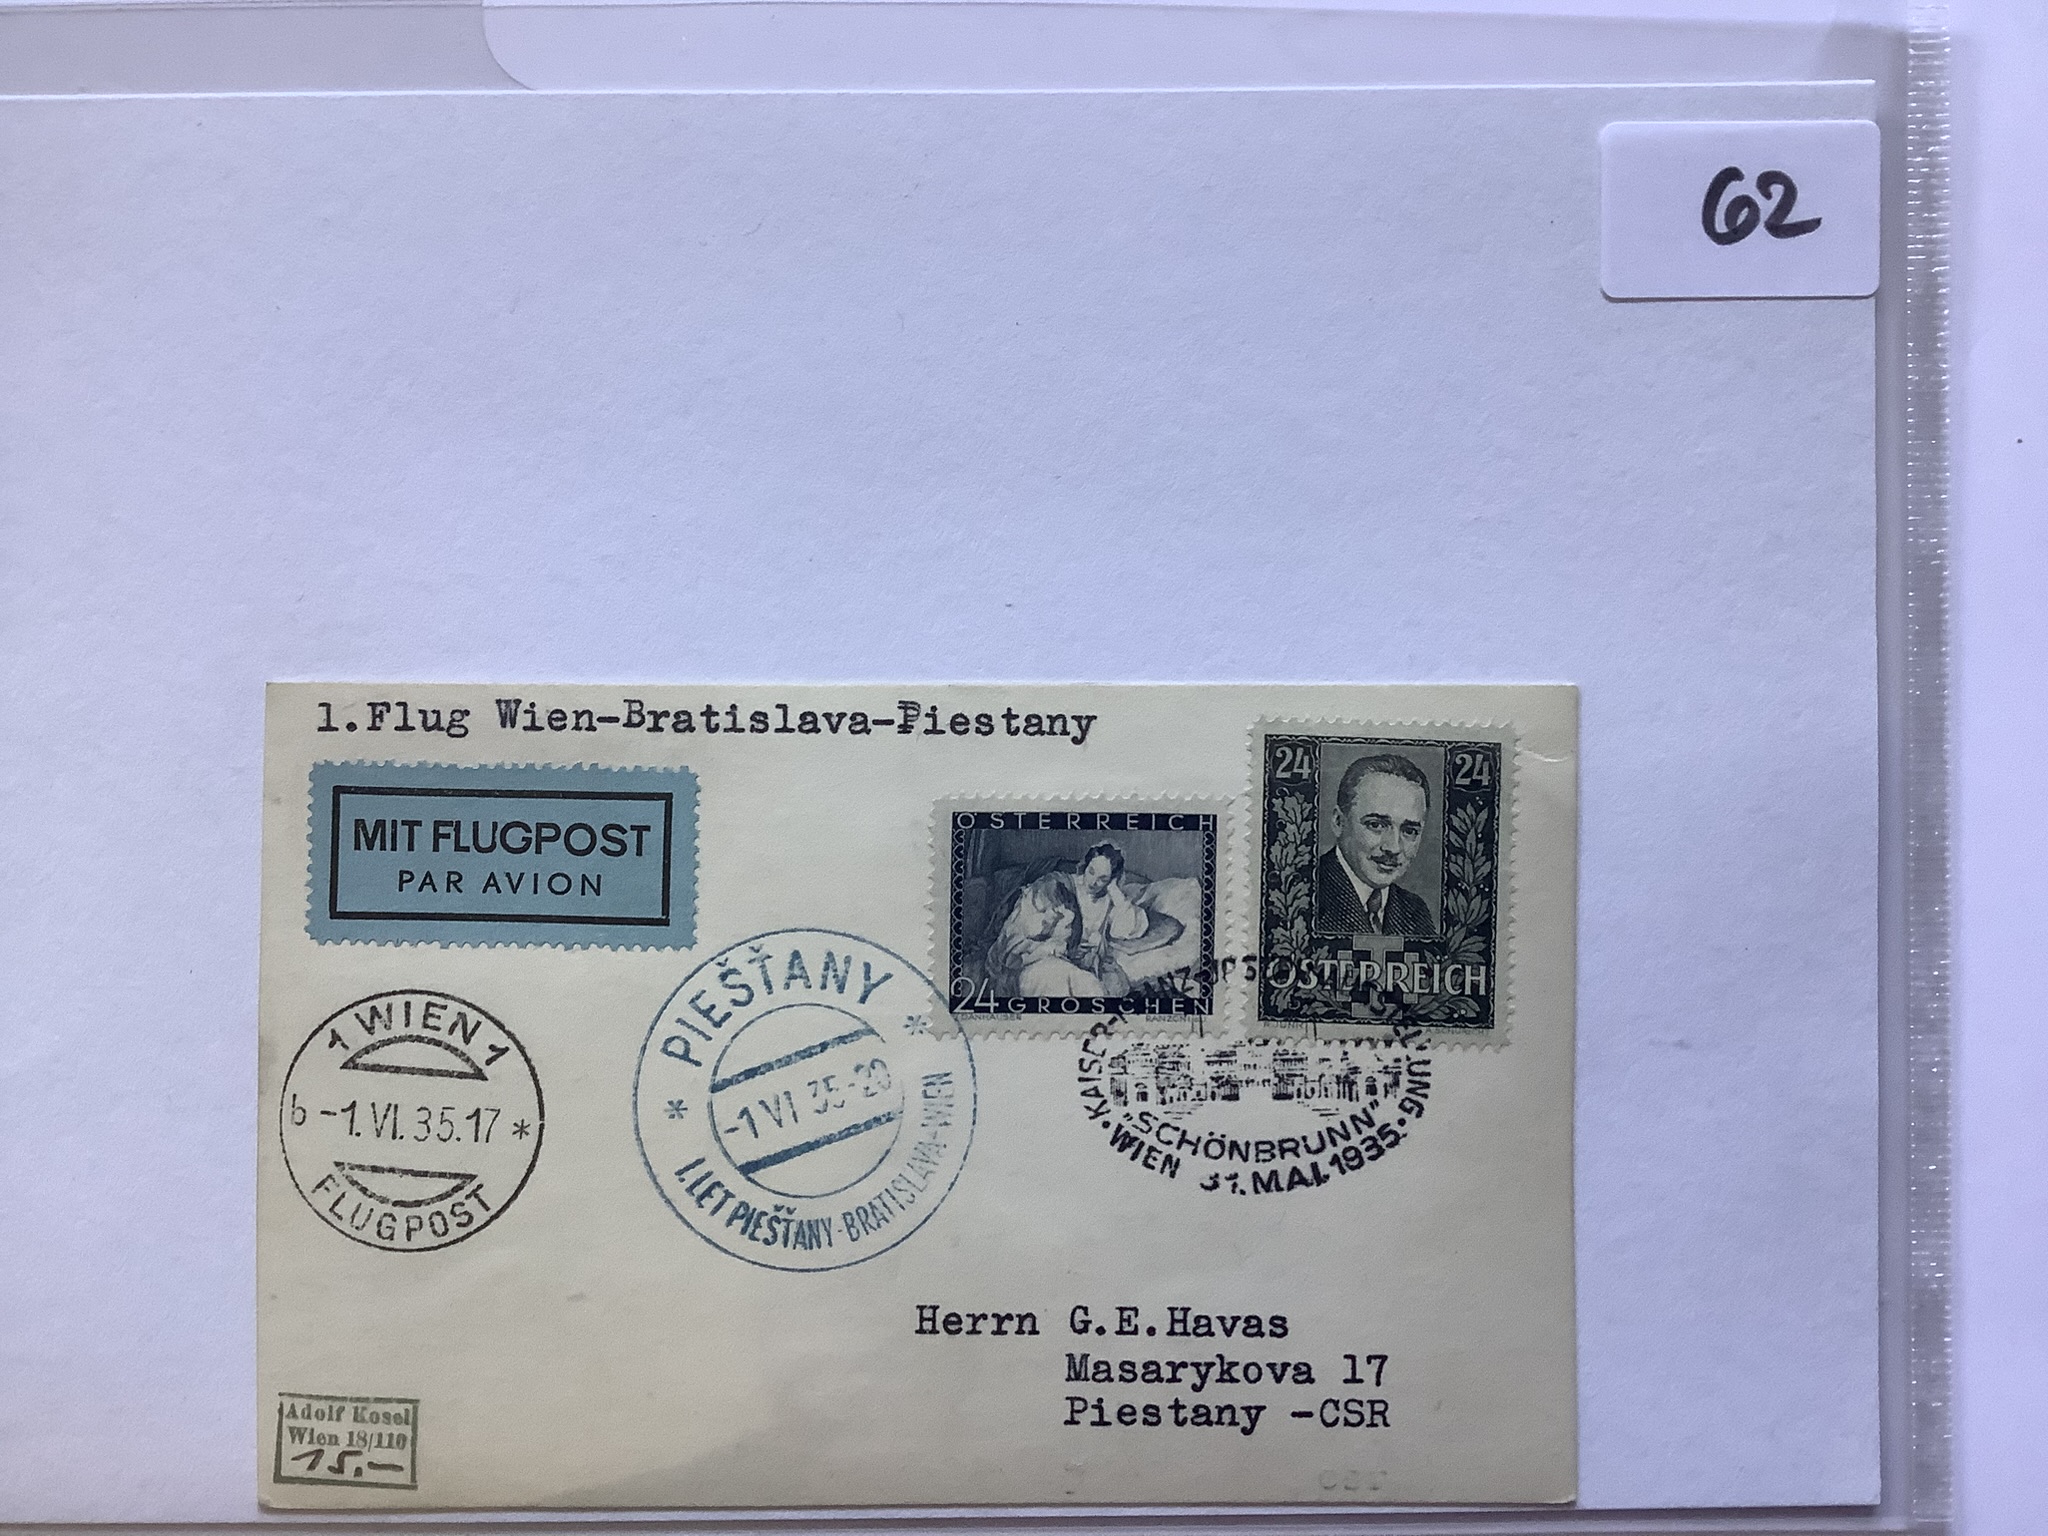 62
1.Flug Wien-Bratislava-Piestany
MIT FLUGPOST
PAR AVION
ÖSTERREICH
24 GROSCHEN
24 24
ÖSTERREICH
PIEŠŤANY
-1 VI 35-20
I. LET PIEŠŤANY-BRATISLAVA-WIEN
1 WIEN 1
b -1.VI.35.17 *
FLUGPOST
"SCHÖNBRUNN"
WIEN 31. MAI.1935.
Herrn G.E.Havas
Masarykova 17
Piestany -CSR
Adolf Kosel
Wien 18/110
15.—